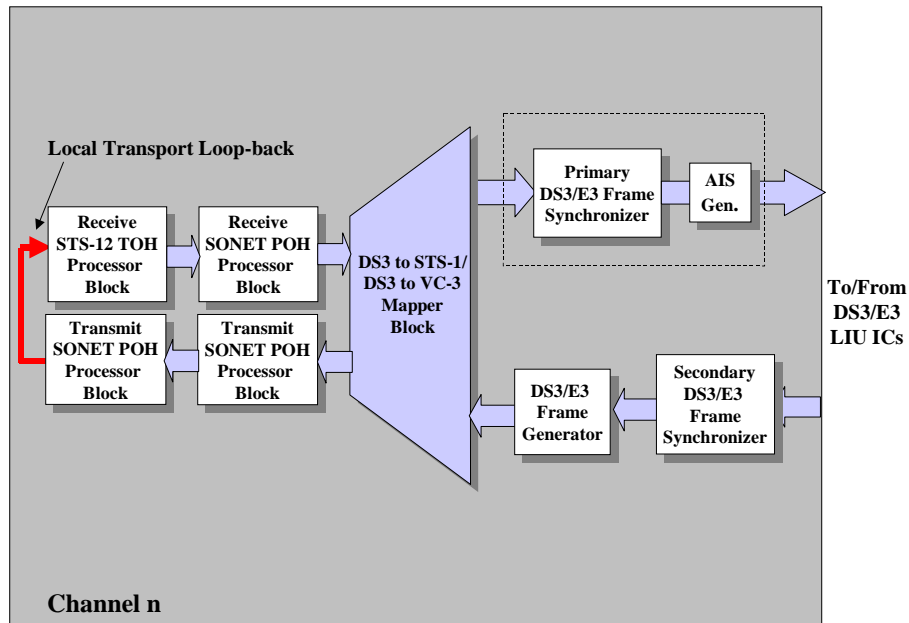 Local Transport Loop-back
Receive
STS-12 TOH
Processor
Block
Receive
SONET POH
Processor
Block
DS3 to STS-1/
DS3 to VC-3
Mapper
Block
Primary
DS3/E3 Frame
Synchronizer
AIS
Gen.
To/From
DS3/E3
LIU ICs
Transmit
SONET POH
Processor
Block
Transmit
SONET POH
Processor
Block
DS3/E3
Frame
Generator
Secondary
DS3/E3
Frame
Synchronizer
Channel n